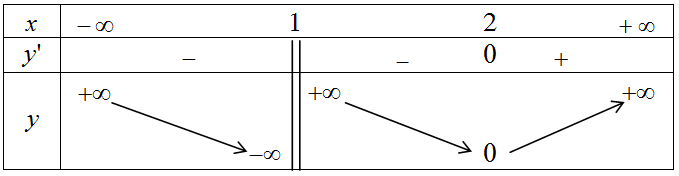 x −∞ 1 2 +∞
y' − − 0 +
y +∞ −∞ +∞ 0 +∞